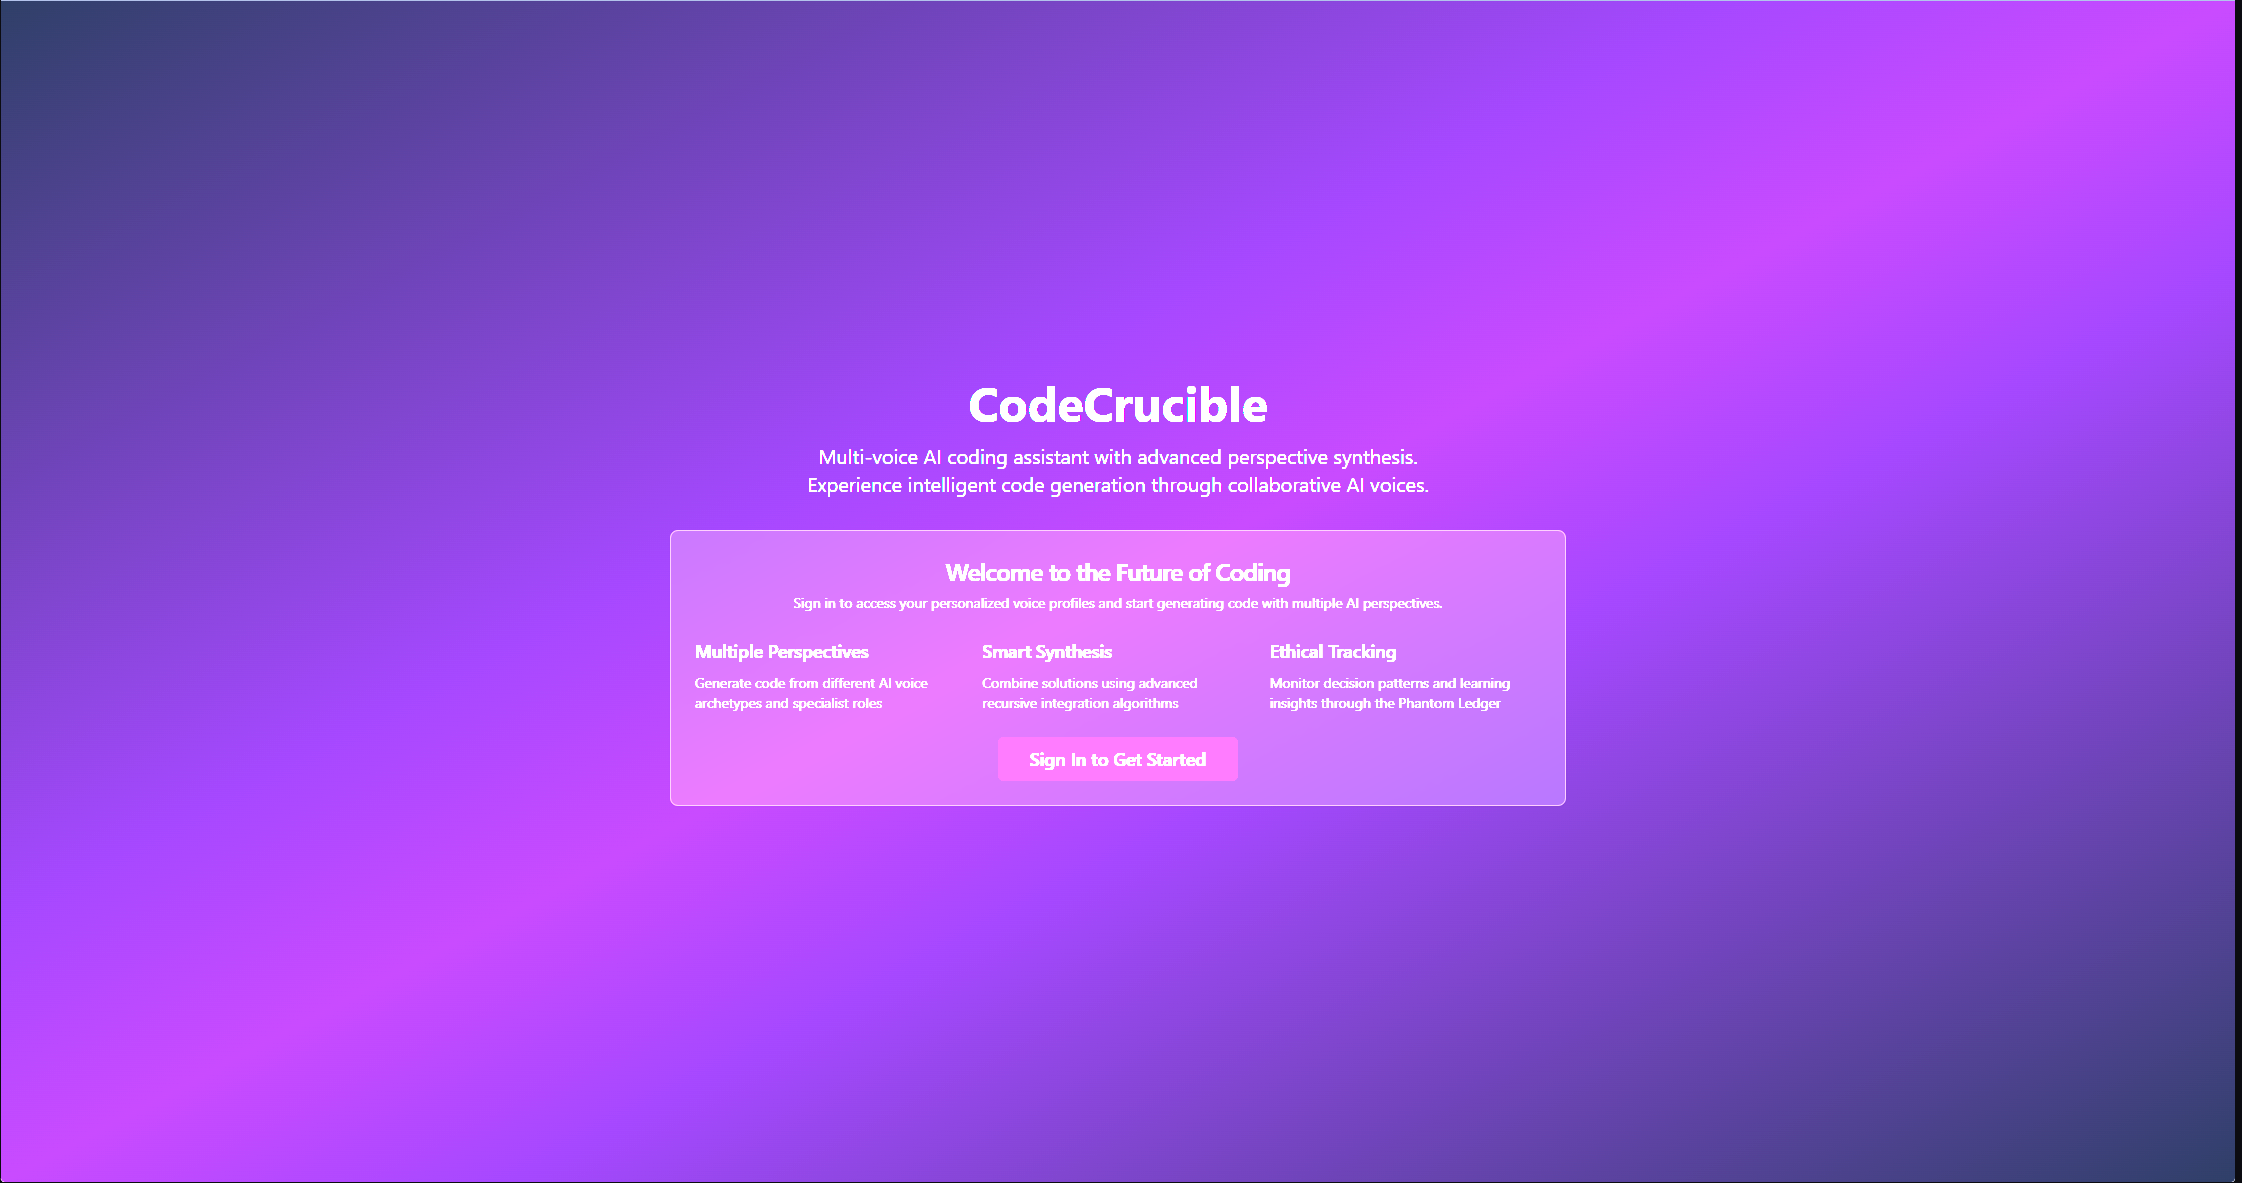 CodeCrucible
Multi-voice AI coding assistant with advanced perspective synthesis.
Experience intelligent code generation through collaborative AI voices.
Welcome to the Future of Coding
Sign in to access your personalized voice profiles and start generating code with multiple AI perspectives.
Multiple Perspectives
Generate code from different AI voice
archetypes and specialist roles
Smart Synthesis
Combine solutions using advanced
recursive integration algorithms
Ethical Tracking
Monitor decision patterns and learning
insights through the Phantom Ledger
Sign In to Get Started